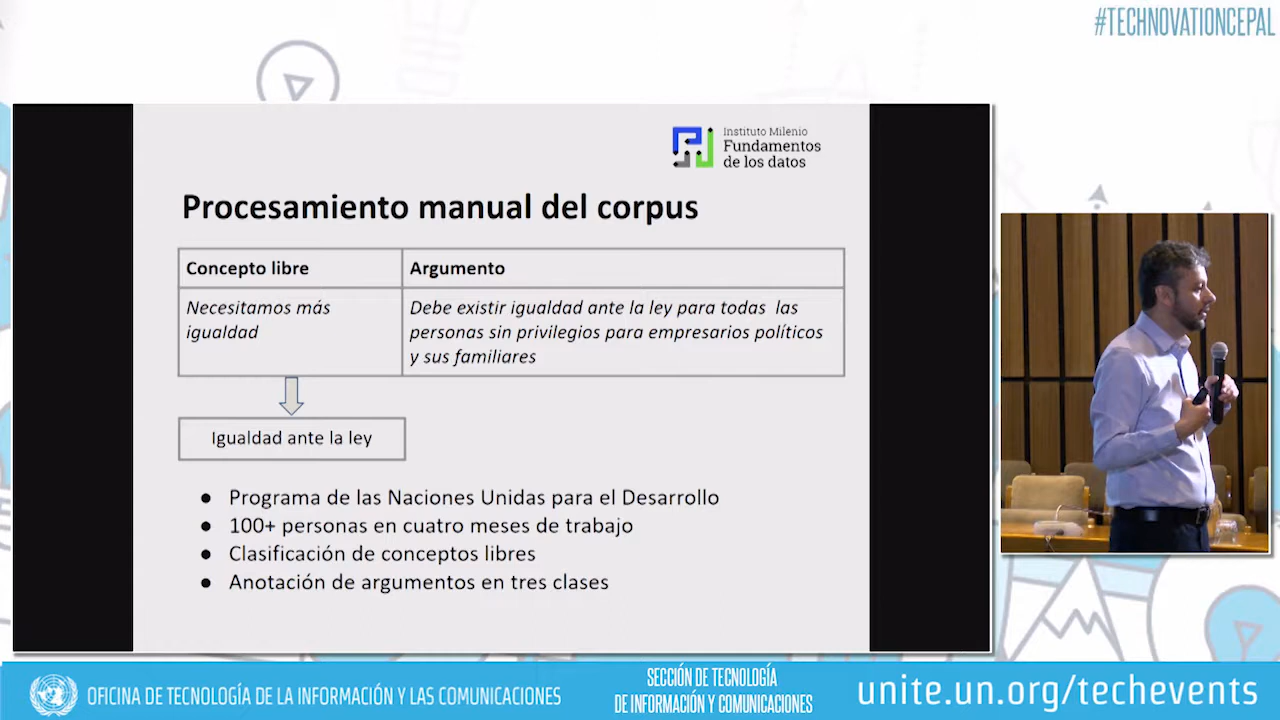 #TECHNOVATIONCEPAL
Instituto Milenio
Fundamentos
de los datos
Procesamiento manual del corpus
Concepto libre
Argumento
Necesitamos más
igualdad
Debe existir igualdad ante la ley para todas las
personas sin privilegios para empresarios políticos
y sus familiares
Igualdad ante la ley
● Programa de las Naciones Unidas para el Desarrollo
● 100+ personas en cuatro meses de trabajo
● Clasificación de conceptos libres
● Anotación de argumentos en tres clases
OFICINA DE TECNOLOGÍA DE LA INFORMACIÓN Y LAS COMUNICACIONES
SECCIÓN DE TECNOLOGÍA
DE INFORMACIÓN Y COMUNICACIONES
unite.un.org/techevents